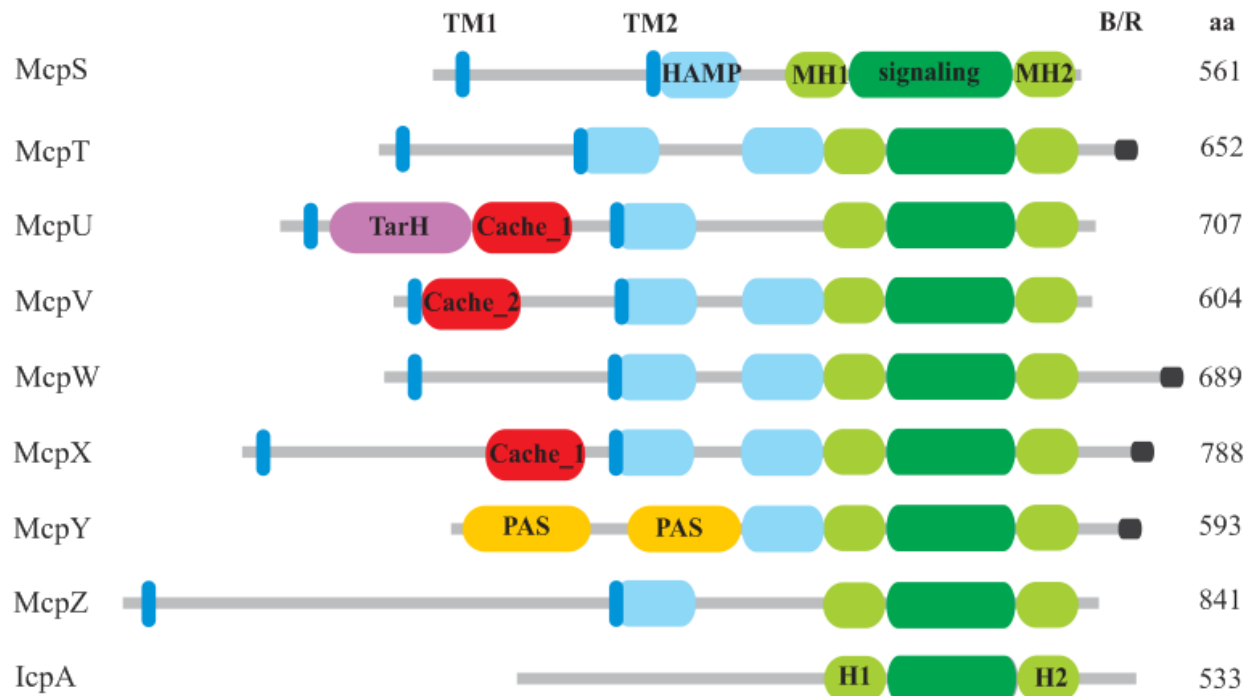 TM1 TM2 B/R aa
McpS HAMP MH1 signaling MH2 561
McpT 652
McpU TarH Cache_1 707
McpV Cache_2 604
McpW 689
McpX Cache_1 788
McpY PAS PAS 593
McpZ 841
IcpA H1 H2 533